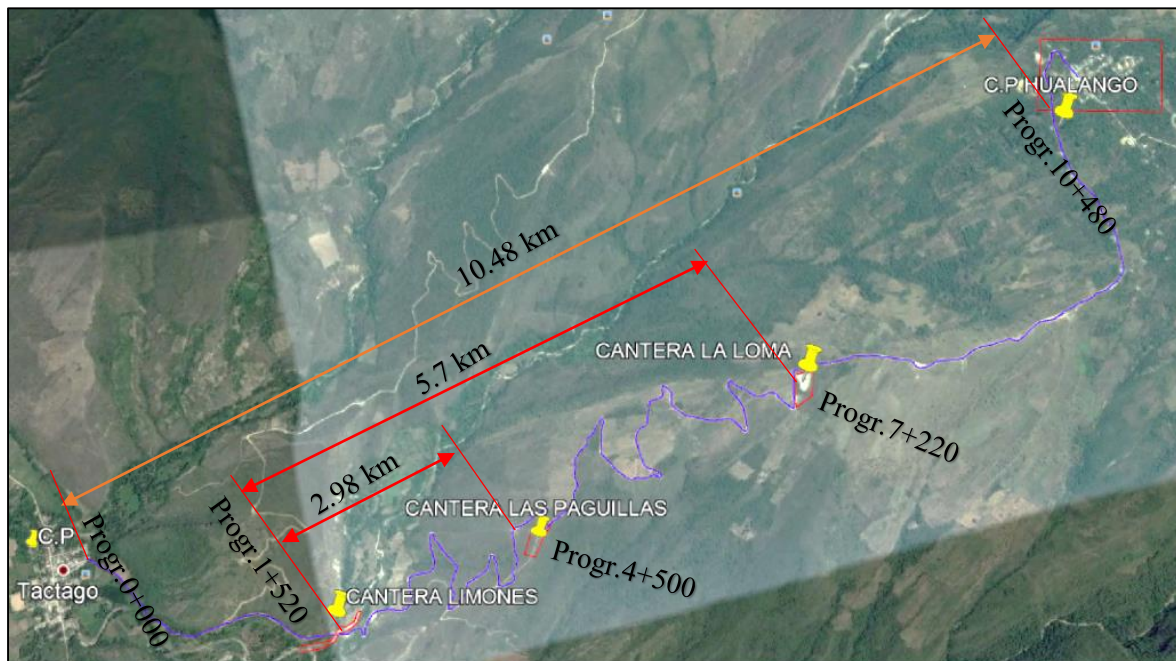 C.P HUALANGO
Progr.10+480
10.48 km
5.7 km
CANTERA LA LOMA
Progr.7+220
2.98 km
CANTERA LAS PAGUILLAS
Progr.4+500
Progr.1+520
C.P
Tactago
Progr.0+000
CANTERA LIMONES